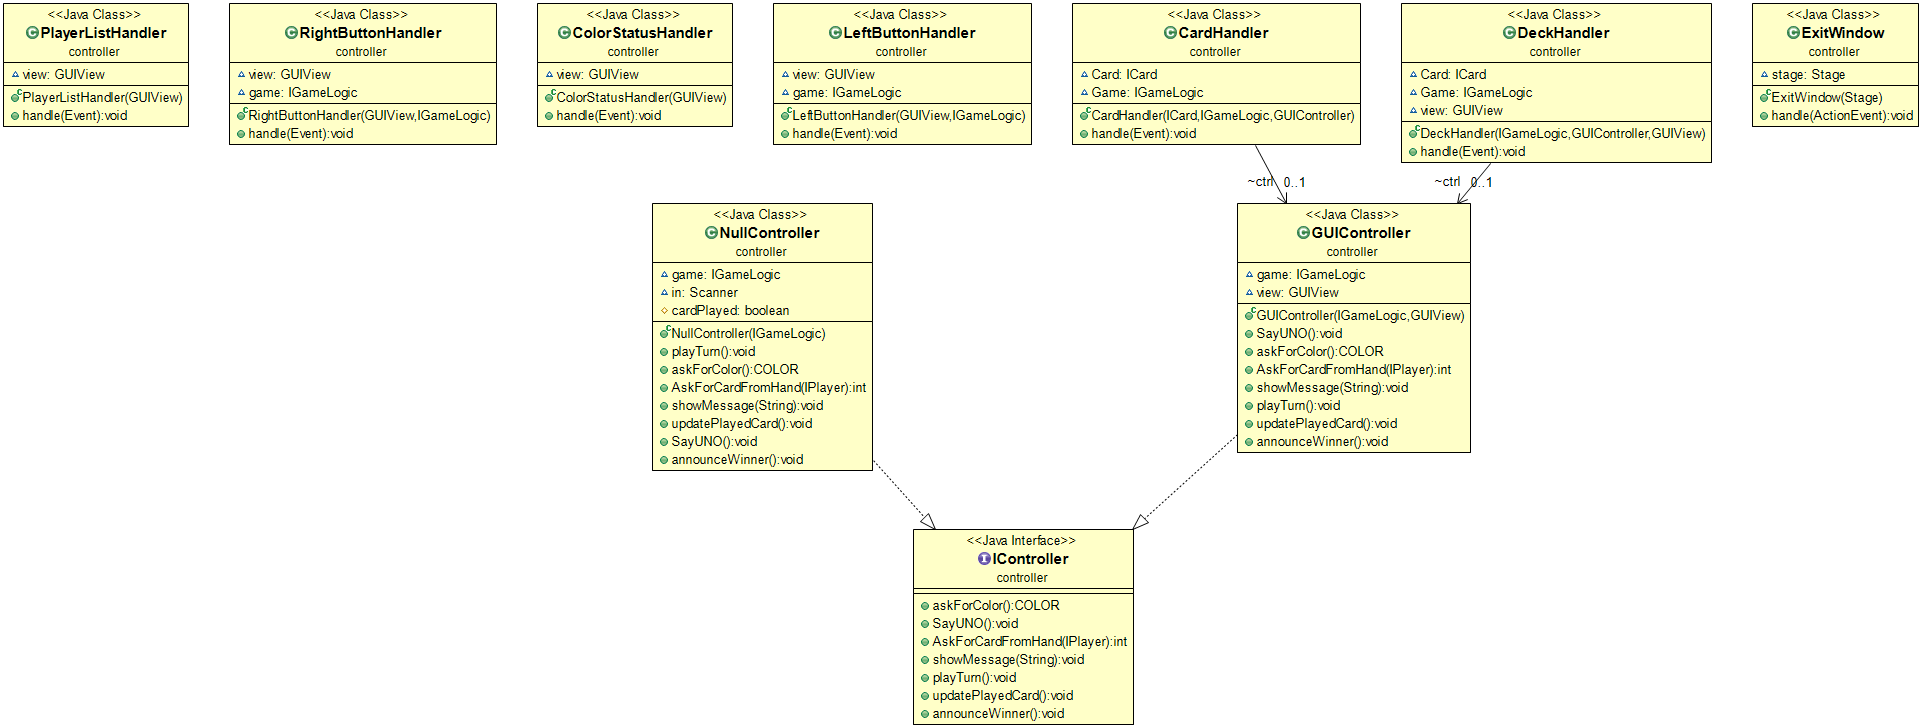 <<Java Class>>
PlayerListHandler
controller
view: GUIView
PlayerListHandler(GUIView)
handle(Event):void
<<Java Class>>
RightButtonHandler
controller
view: GUIView
game: IGameLogic
RightButtonHandler(GUIView,IGameLogic)
handle(Event):void
<<Java Class>>
ColorStatusHandler
controller
view: GUIView
ColorStatusHandler(GUIView)
handle(Event):void
<<Java Class>>
LeftButtonHandler
controller
view: GUIView
game: IGameLogic
LeftButtonHandler(GUIView,IGameLogic)
handle(Event):void
<<Java Class>>
CardHandler
controller
Card: ICard
Game: IGameLogic
CardHandler(ICard,IGameLogic,GUIController)
handle(Event):void
<<Java Class>>
DeckHandler
controller
Card: ICard
Game: IGameLogic
view: GUIView
DeckHandler(IGameLogic,GUIController,GUIView)
handle(Event):void
<<Java Class>>
ExitWindow
controller
stage: Stage
ExitWindow(Stage)
handle(ActionEvent):void
~ctrl 0..1
~ctrl 0..1
<<Java Class>>
NullController
controller
game: IGameLogic
in: Scanner
cardPlayed: boolean
NullController(IGameLogic)
playTurn():void
askForColor():COLOR
AskForCardFromHand(IPlayer):int
showMessage(String):void
updatePlayedCard():void
SayUNO():void
announceWinner():void
<<Java Class>>
GUIController
controller
game: IGameLogic
view: GUIView
GUIController(IGameLogic,GUIView)
SayUNO():void
askForColor():COLOR
AskForCardFromHand(IPlayer):int
showMessage(String):void
playTurn():void
updatePlayedCard():void
announceWinner():void
<<Java Interface>>
IController
controller
askForColor():COLOR
SayUNO():void
AskForCardFromHand(IPlayer):int
showMessage(String):void
playTurn():void
updatePlayedCard():void
announceWinner():void